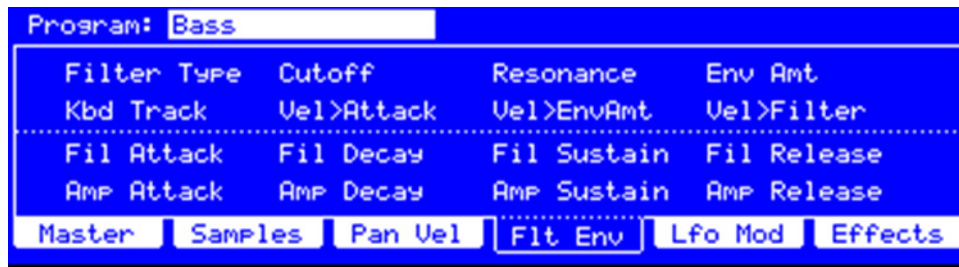 Program: Bass
Filter Type Cutoff Resonance Env Amt
Kbd Track Vel>Attack Vel>EnvAmt Vel>Filter
Fil Attack Fil Decay Fil Sustain Fil Release
Amp Attack Amp Decay Amp Sustain Amp Release
Master Samples Pan Vel Flt Env Lfo Mod Effects